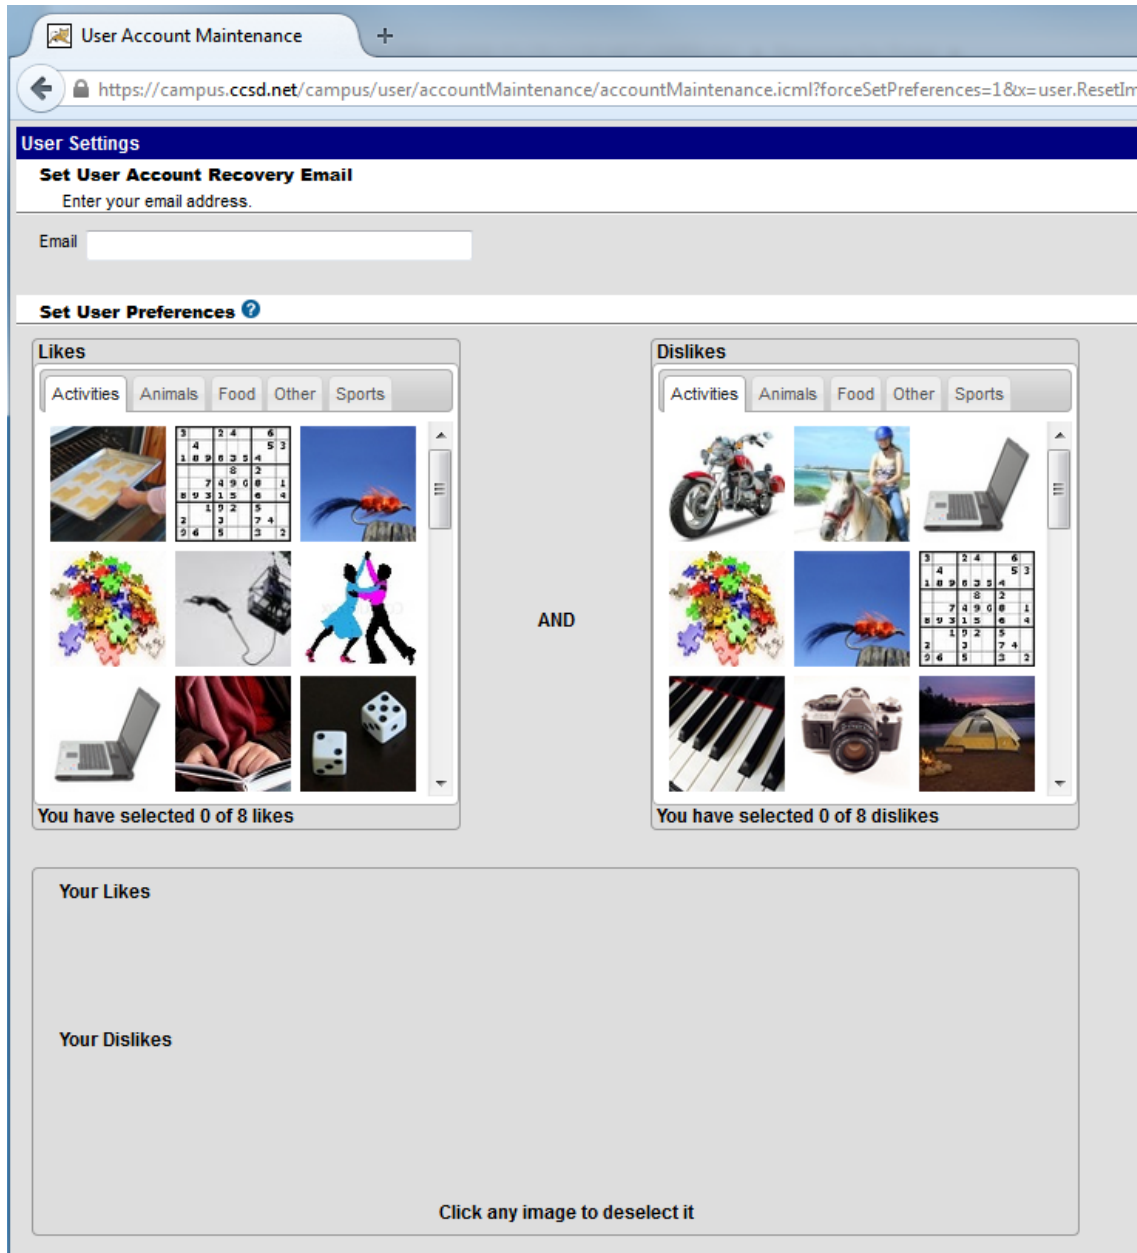 User Account Maintenance
https://campus.ccsd.net/campus/user/accountMaintenance/accountMaintenance.icml?forceSetPreferences=1&x=user.ResetIm
User Settings
Set User Account Recovery Email
Enter your email address.
Email
Set User Preferences
Likes
Activities Animals Food Other Sports
You have selected 0 of 8 likes
AND
Dislikes
Activities Animals Food Other Sports
You have selected 0 of 8 dislikes
Your Likes
Your Dislikes
Click any image to deselect it